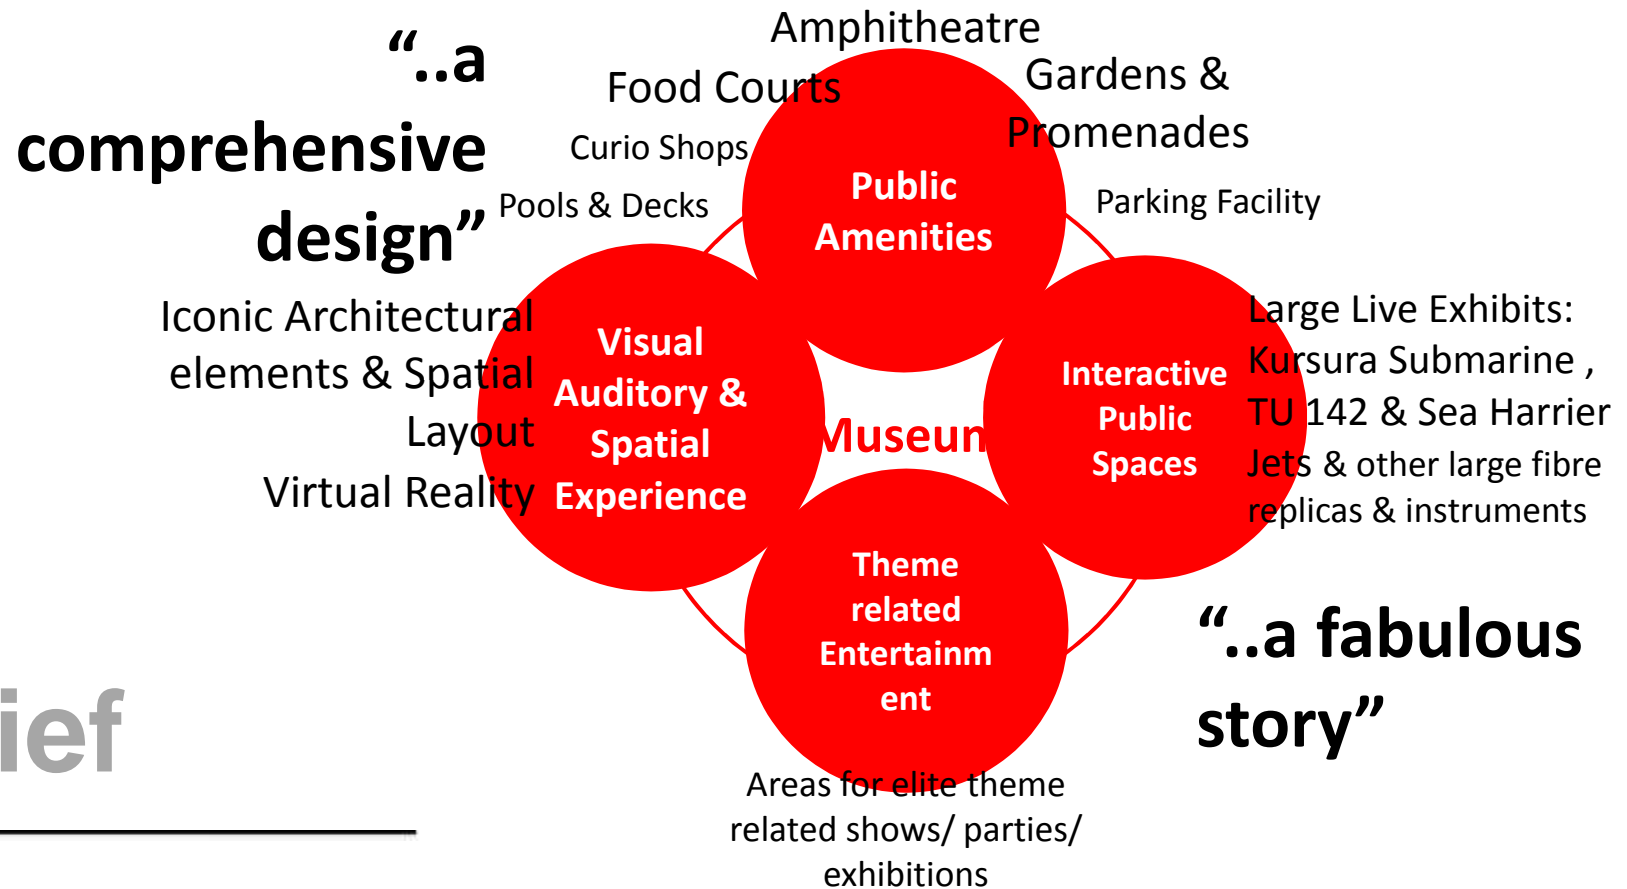 “..a
comprehensive
design”
Amphitheatre
Food Courts
Curio Shops
Pools & Decks
Gardens &
Promenades
Parking Facility
Public
Amenities
Iconic Architectural
elements & Spatial
Layout
Virtual Reality
Visual
Auditory &
Spatial
Experience
Museum
Interactive
Public
Spaces
Large Live Exhibits:
Kursura Submarine ,
TU 142 & Sea Harrier
Jets & other large fibre
replicas & instruments
Theme
related
Entertainm
ent
Areas for elite theme
related shows/ parties/
exhibitions
“..a fabulous
story”
ief